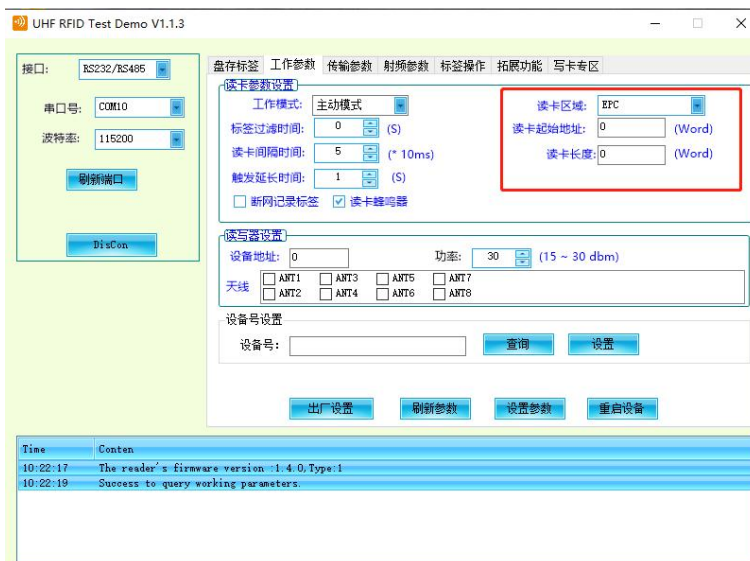 UHF RFID Test Demo V1.1.3
接口: RS232/RS485
串口号: COM10
波特率: 115200
刷新端口
DisCon
盘存标签 工作参数 传输参数 射频参数 标签操作 拓展功能 写卡专区
读卡参数设置
工作模式: 主动模式
标签过滤时间: 0 (S)
读卡间隔时间: 5 (* 10ms)
触发延长时间: 1 (S)
断网记录标签 读卡蜂鸣器
读卡区域: EPC
读卡起始地址: 0 (Word)
读卡长度: 0 (Word)
读写器设置
设备地址: 0 功率: 30 (15 ~ 30 dbm)
天线
ANT1 ANT3 ANT5 ANT7
ANT2 ANT4 ANT6 ANT8
设备号设置
设备号: 查询 设置
出厂设置 刷新参数 设置参数 重启设备
Time Conten
10:22:17 The reader's firmware version :1.4.0,Type:1
10:22:19 Success to query working parameters.